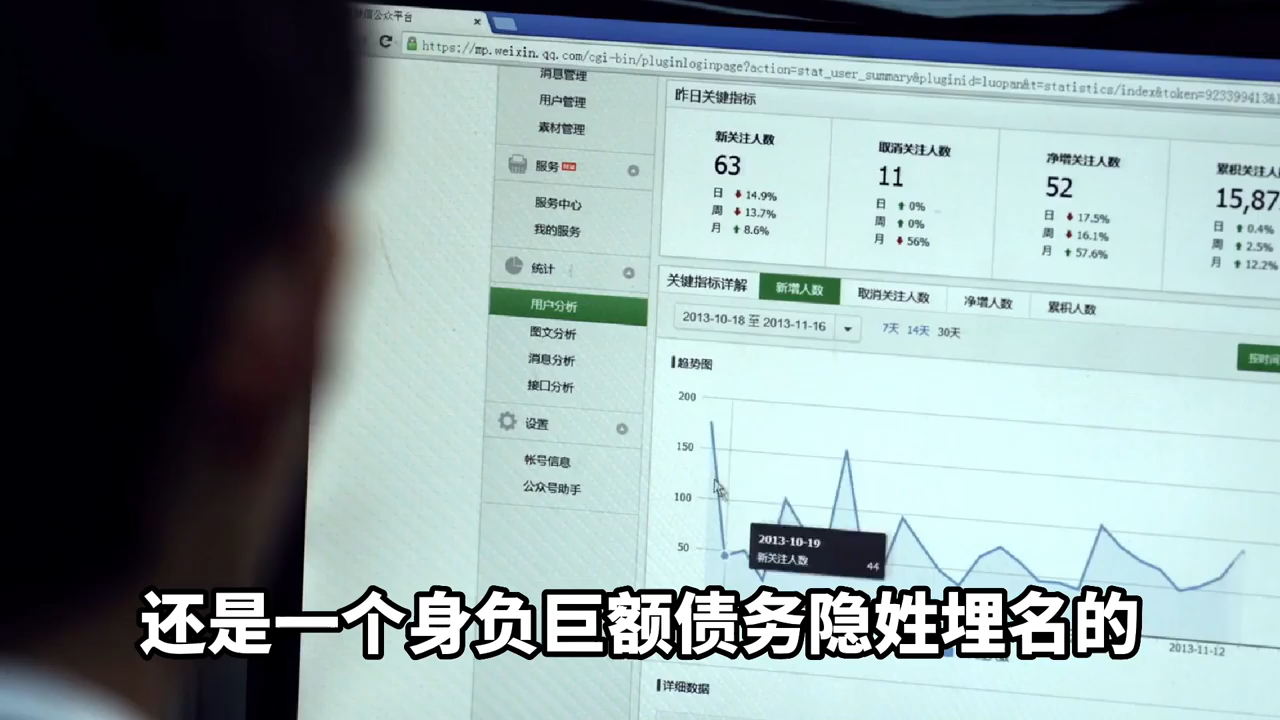 公众平台
https://mp.weixin.qq.com/cgi-bin/pluginloginpage?action=stat_user_summary&pluginid=luopan&t=statistics/index&token=923399413&l
消息管理
用户管理
素材管理
服务
服务中心
我的服务
统计
用户分析
图文分析
消息分析
接口分析
设置
帐号信息
公众号助手
昨日关键指标
新关注人数
63
日 14.9%
周 13.7%
月 8.6%
取消关注人数
11
日 0%
周 0%
月 56%
净增关注人数
52
日 17.5%
周 16.1%
月 57.6%
累积关注人
15,87
日 0.4%
周 2.5%
月 12.2%
关键指标详解 新增人数 取消关注人数 净增人数 累积人数
2013-10-18 至 2013-11-16 7天 14天 30天
按时间
趋势图
200
150
100
50
2013-10-19
新关注人数 44
2013-11-12
还是一个身负巨额债务隐姓埋名的
详细数据